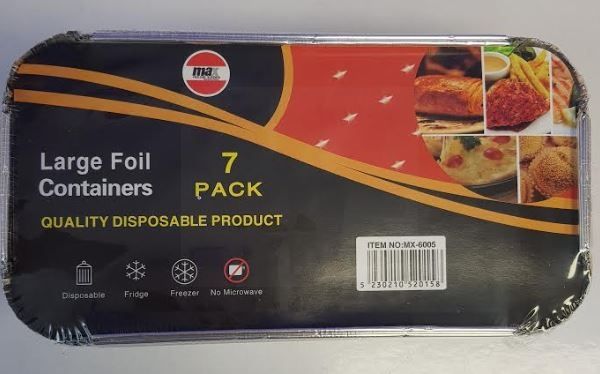 max
Large Foil
Containers
7
PACK
QUALITY DISPOSABLE PRODUCT
ITEM NO:MX-6005
5 230210 520158
Disposable
Fridge
Freezer
No Microwave